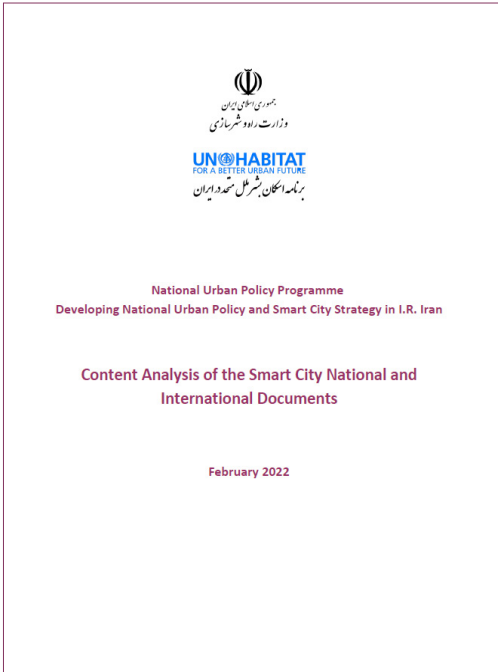 جمهوری اسلامی ایران
وزارت راه و شهرسازی
UN HABITAT
FOR A BETTER URBAN FUTURE
برنامه اسکان بشر ملل متحد در ایران
National Urban Policy Programme
Developing National Urban Policy and Smart City Strategy in I.R. Iran
Content Analysis of the Smart City National and
International Documents
February 2022